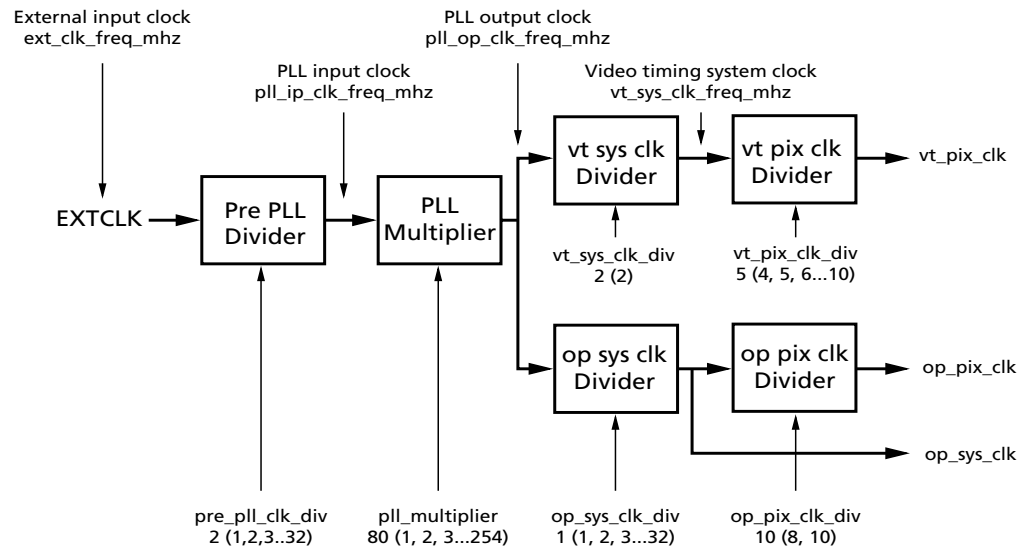 External input clock
ext_clk_freq_mhz
PLL input clock
pll_ip_clk_freq_mhz
PLL output clock
pll_op_clk_freq_mhz
Video timing system clock
vt_sys_clk_freq_mhz
EXTCLK
Pre PLL
Divider
PLL
Multiplier
vt sys clk
Divider
vt pix clk
Divider
vt_pix_clk
vt_sys_clk_div
2 (2)
vt_pix_clk_div
5 (4, 5, 6...10)
op sys clk
Divider
op pix clk
Divider
op_pix_clk
op_sys_clk
pre_pll_clk_div
2 (1,2,3..32)
pll_multiplier
80 (1, 2, 3...254)
op_sys_clk_div
1 (1, 2, 3...32)
op_pix_clk_div
10 (8, 10)